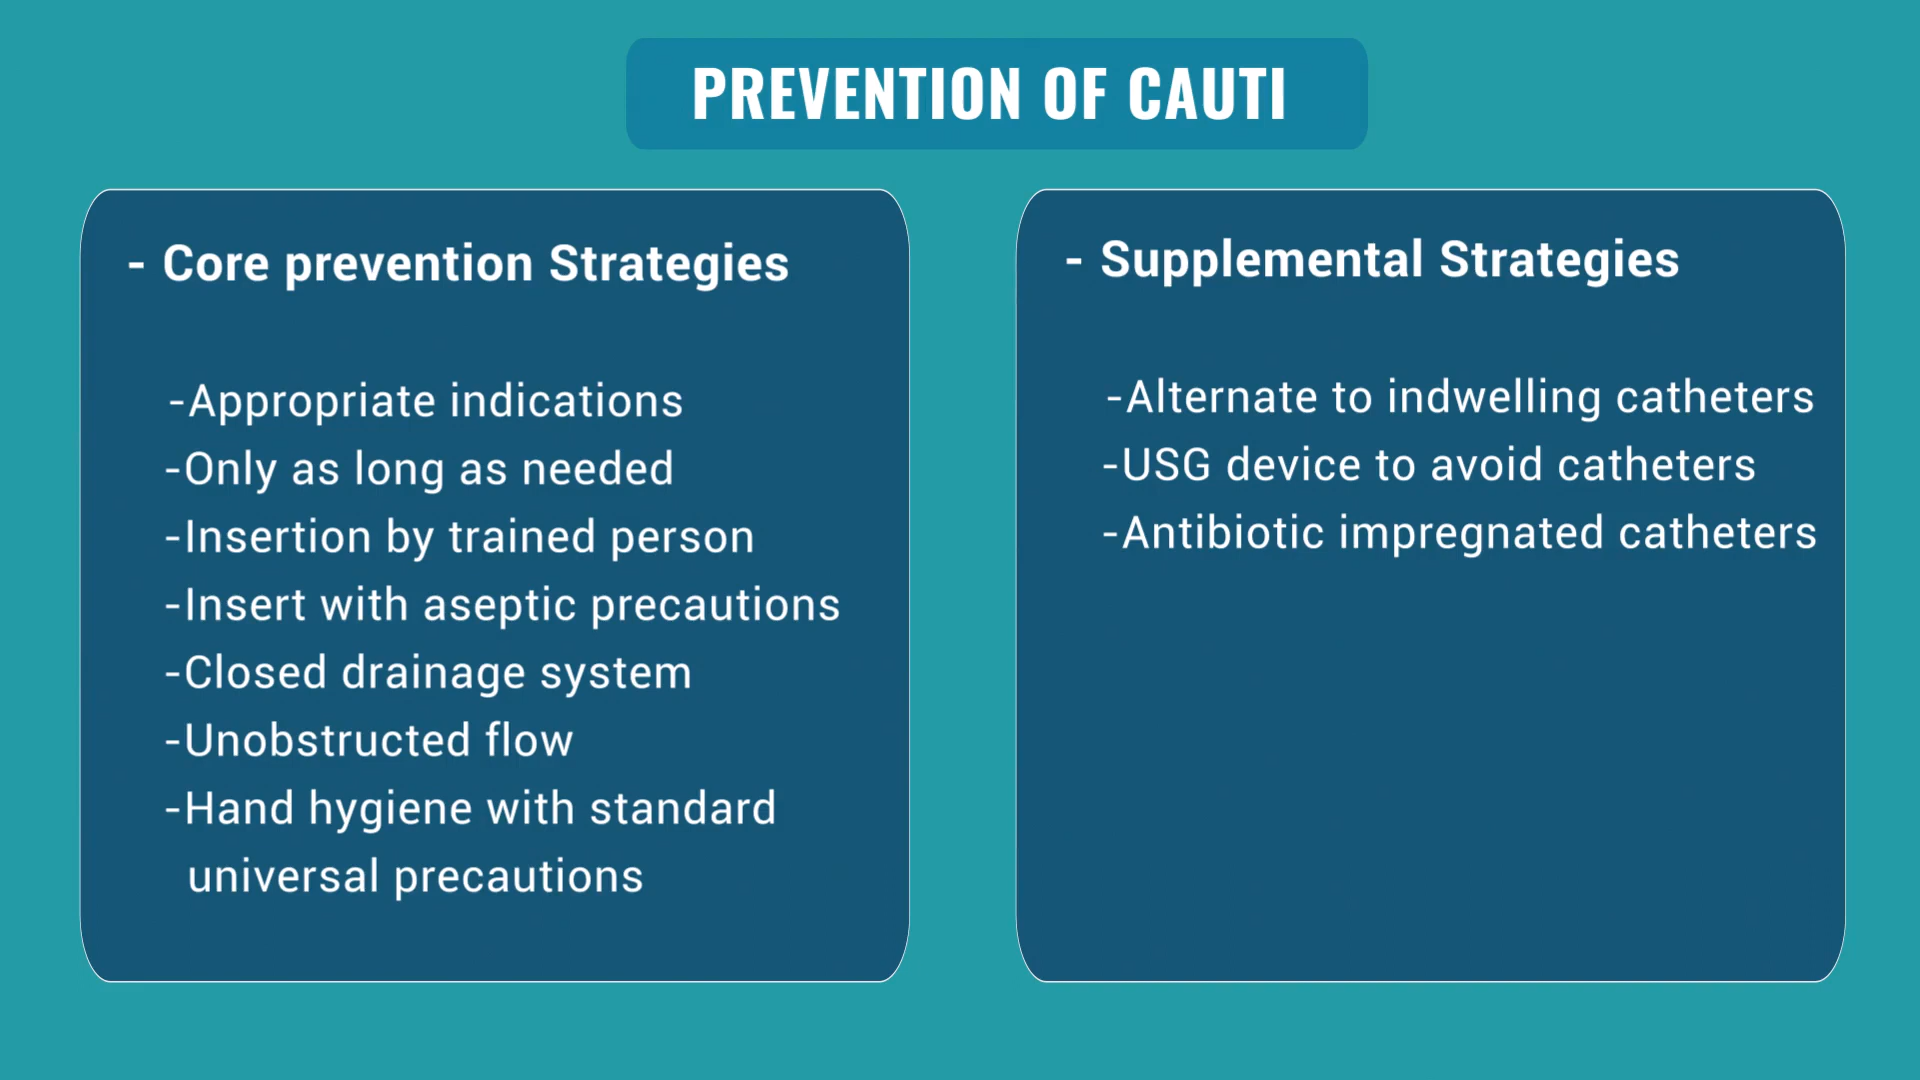 PREVENTION OF CAUTI
- Core prevention Strategies
-Appropriate indications
-Only as long as needed
-Insertion by trained person
-Insert with aseptic precautions
-Closed drainage system
-Unobstructed flow
-Hand hygiene with standard
universal precautions
- Supplemental Strategies
-Alternate to indwelling catheters
-USG device to avoid catheters
-Antibiotic impregnated catheters